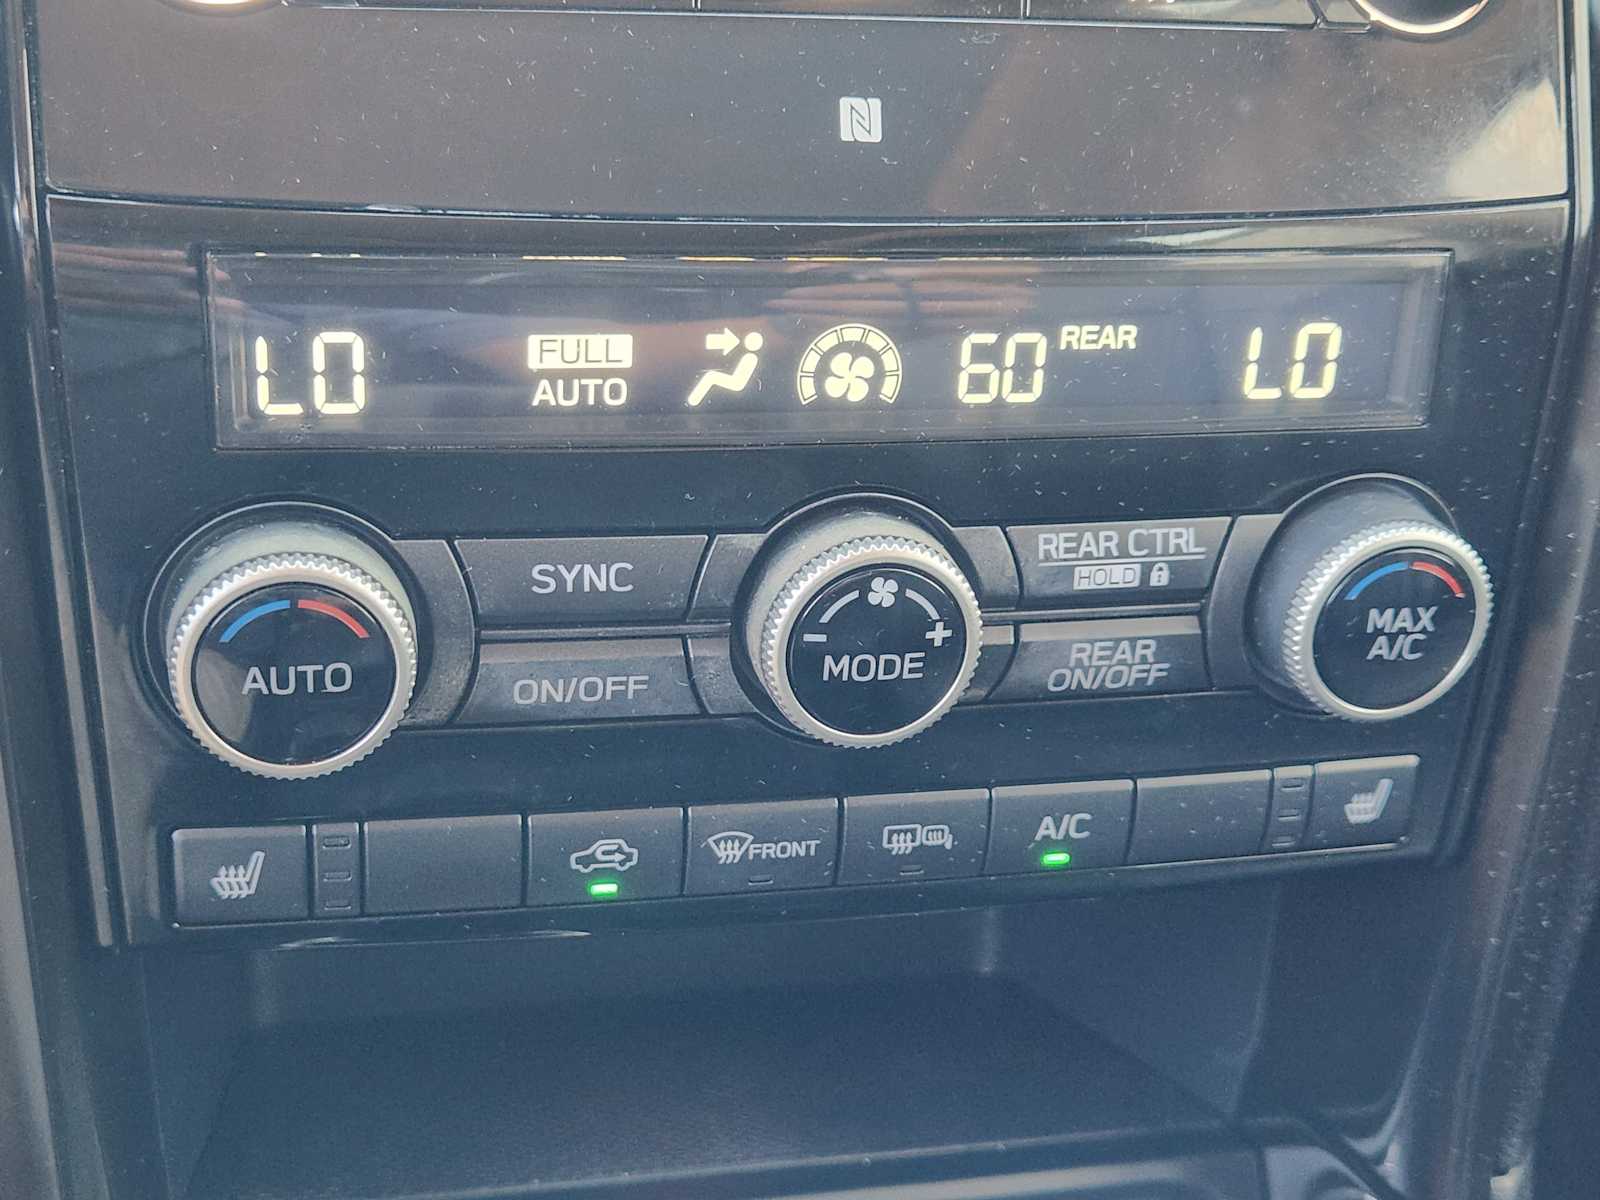 LO FULL AUTO 60 REAR LO
SYNC
REAR CTRL
HOLD
AUTO
ON/OFF
MODE
REAR
ON/OFF
MAX
A/C
FRONT
A/C